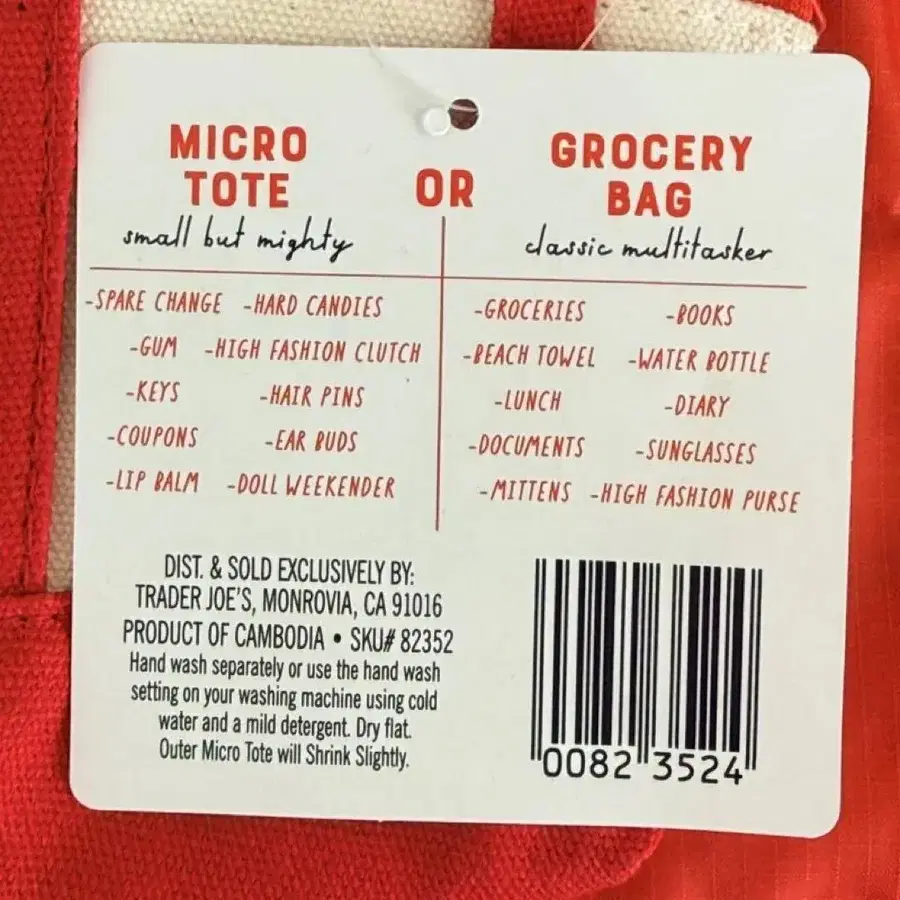 MICRO
TOTE
small but mighty
OR
GROCERY
BAG
classic multitasker
-SPARE CHANGE -HARD CANDIES
-GUM -HIGH FASHION CLUTCH
-KEYS -HAIR PINS
-COUPONS -EAR BUDS
-LIP BALM -DOLL WEEKENDER
-GROCERIES -BOOKS
-BEACH TOWEL -WATER BOTTLE
-LUNCH -DIARY
-DOCUMENTS -SUNGLASSES
-MITTENS -HIGH FASHION PURSE
DIST. & SOLD EXCLUSIVELY BY:
TRADER JOE'S, MONROVIA, CA 91016
PRODUCT OF CAMBODIA • SKU# 82352
Hand wash separately or use the hand wash
setting on your washing machine using cold
water and a mild detergent. Dry flat.
Outer Micro Tote will Shrink Slightly.
0082 3524